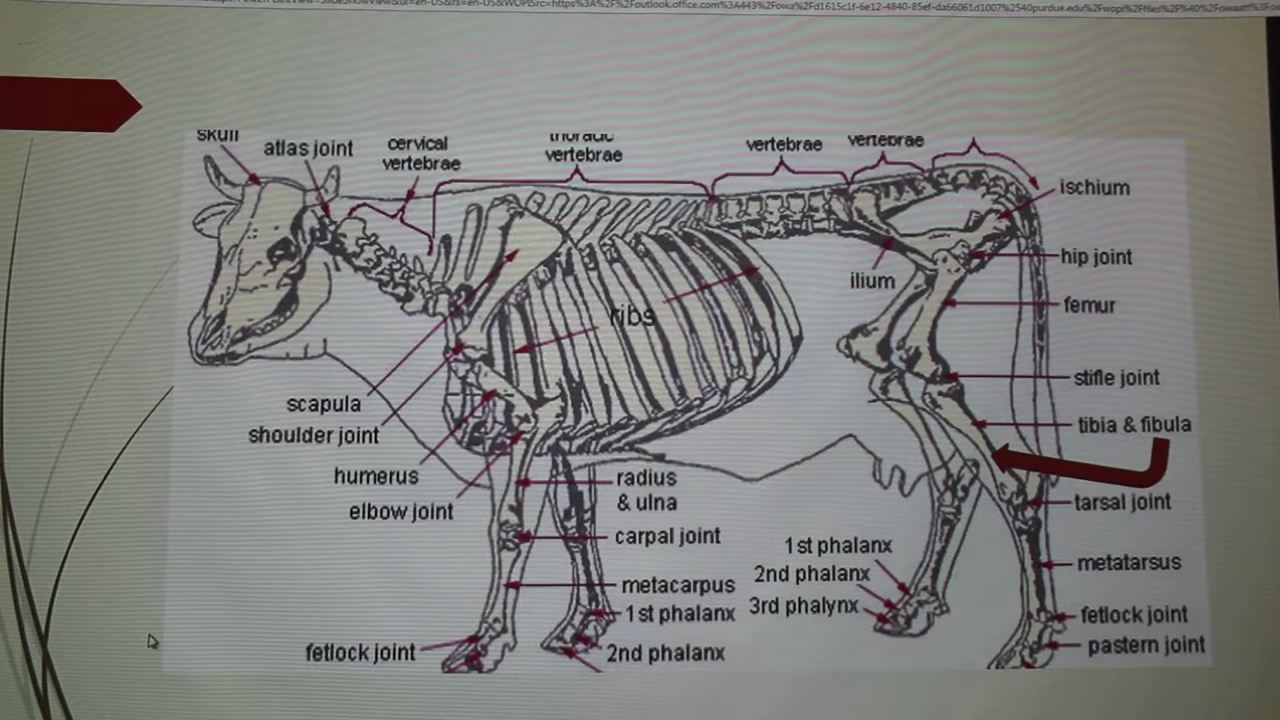 skull
atlas joint
cervical
vertebrae
thoracic
vertebrae
vertebrae
vertebrae
ischium
hip joint
ilium
femur
ribs
stifle joint
scapula
tibia & fibula
shoulder joint
humerus
radius
& ulna
elbow joint
tarsal joint
carpal joint
1st phalanx
metatarsus
2nd phalanx
metacarpus
3rd phalynx
1st phalanx
fetlock joint
fetlock joint
2nd phalanx
pastern joint